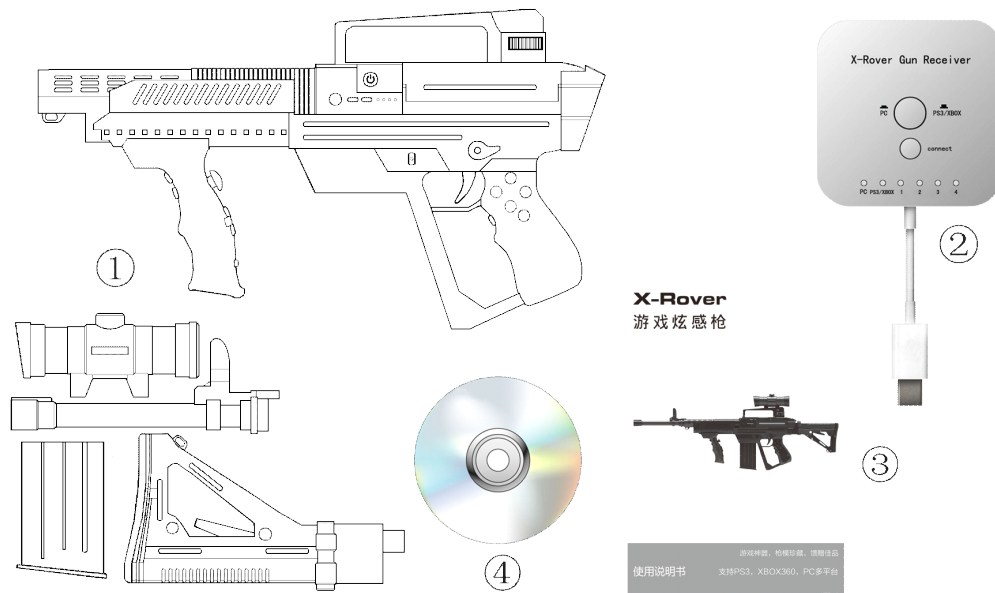 X-Rover Gun Receiver
PC
PS3/XBOX
connect
PC PS3/XBOX 1 2 3 4
①
②
X-Rover
游戏炫感枪
③
④
游戏神器，枪模珍藏，馈赠佳品
使用说明书
支持PS3，XBOX360，PC多平台